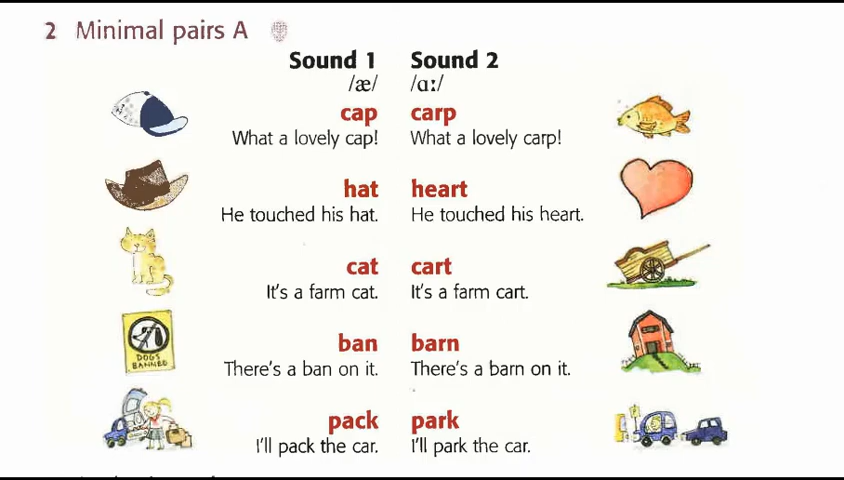 2 Minimal pairs A
Sound 1 Sound 2
/æ/ /ɑː/
cap carp
What a lovely cap! What a lovely carp!
hat heart
He touched his hat. He touched his heart.
cat cart
It's a farm cat. It's a farm cart.
ban barn
There's a ban on it. There's a barn on it.
DOGS
BANNED
pack park
I'll pack the car. I'll park the car.